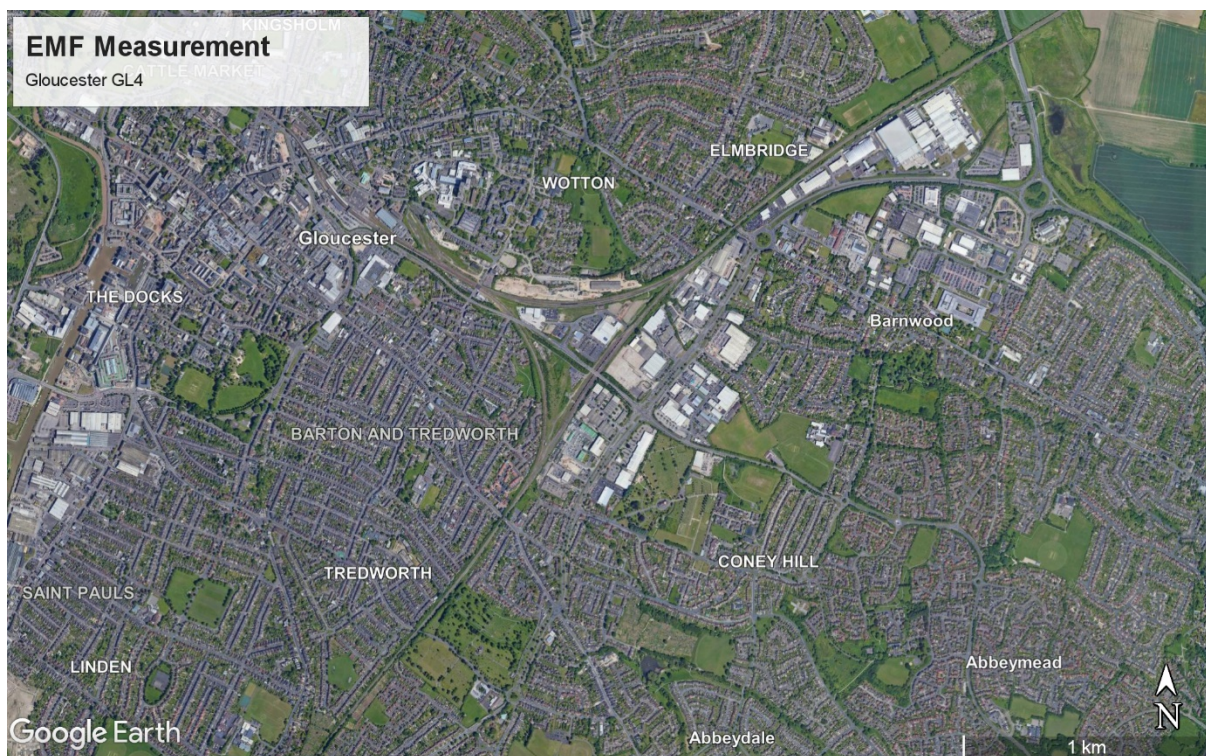 KINGSHOLM
EMF Measurement
CATTLE MARKET
Gloucester GL4
ELMBRIDGE
WOTTON
Gloucester
THE DOCKS
Barnwood
BARTON AND TREDWORTH
CONEY HILL
TREDWORTH
SAINT PAULS
LINDEN
Abbeymead
N
Google Earth
Abbeydale
1 km